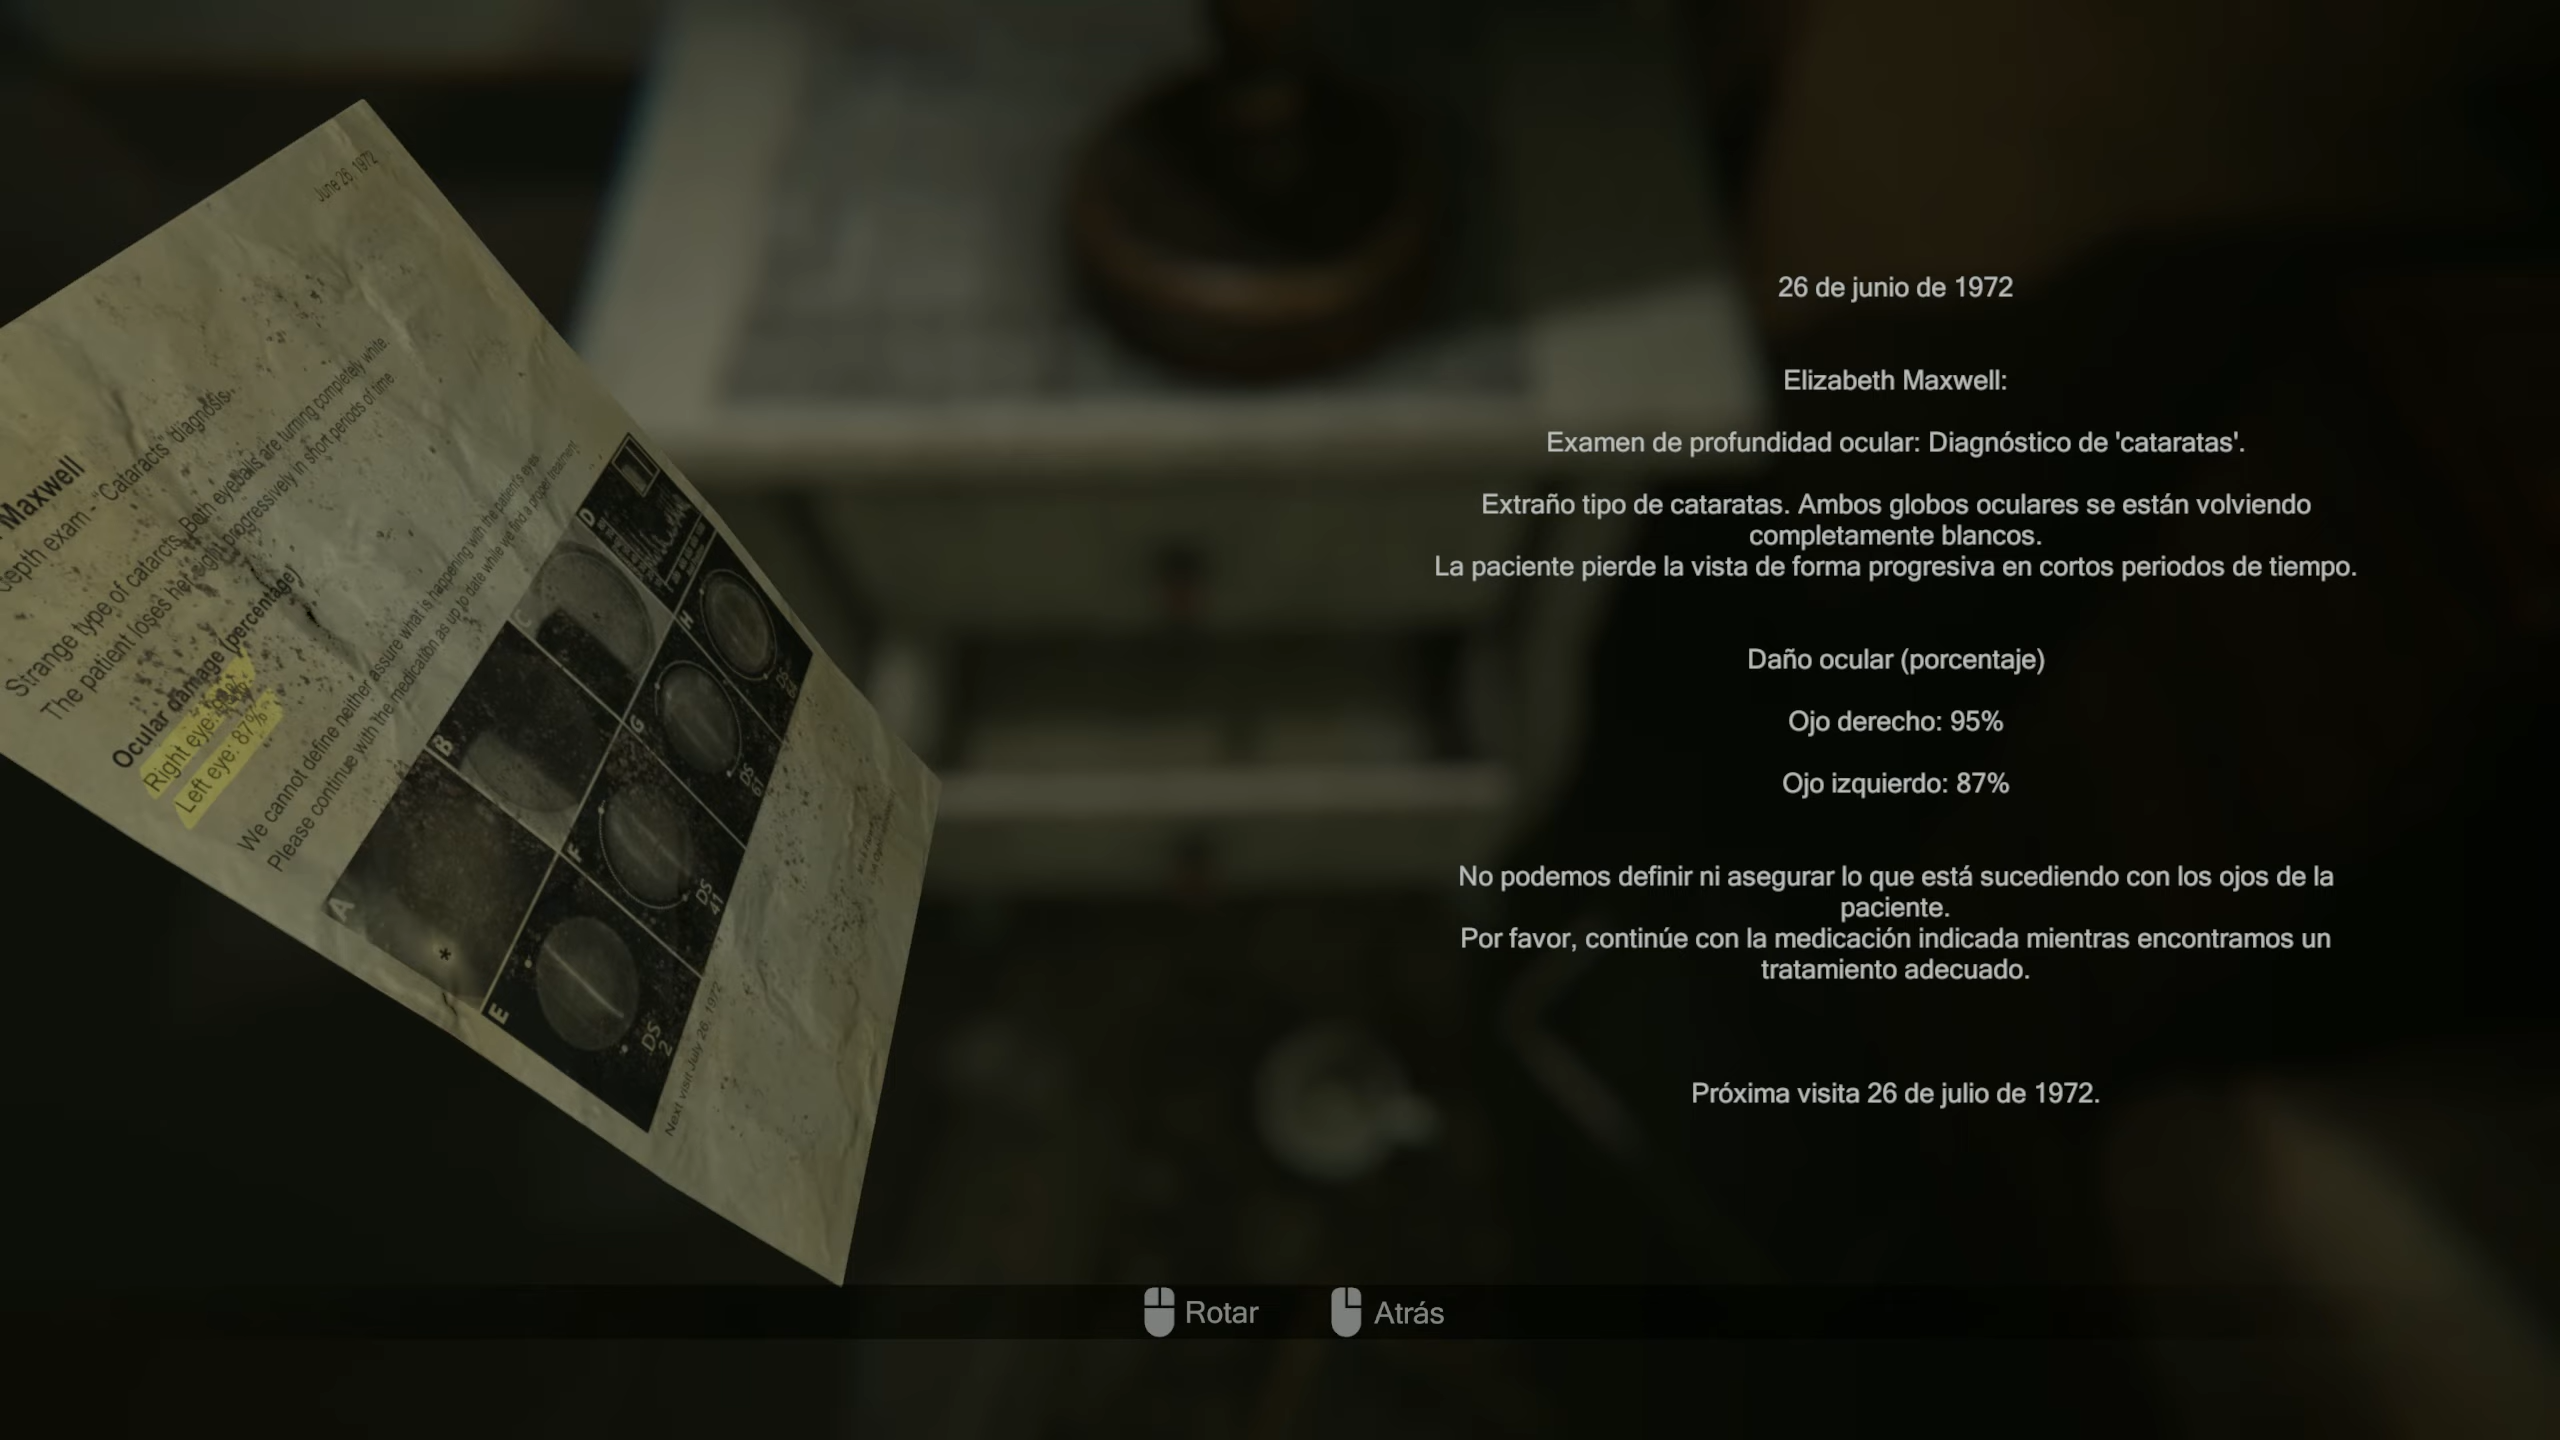 June 26, 1972
Maxwell
depth exam - "Cataracts" diagnosis.
Strange type of catarcts. Both eyeballs are turning completely white.
The patient loses her sight progressively in short periods of time
Ocular damage (percentage)
Right eye:
Left eye: 87%
We cannot define neither assure what is happening with the patient's eyes.
Please continue with the medication as up to date while we find a proper treatment.
A
B
C
D
E
F
G
H
DS
2
DS
41
DS
61
Next visit July 26, 1972
26 de junio de 1972
Elizabeth Maxwell:
Examen de profundidad ocular: Diagnóstico de 'cataratas'.
Extraño tipo de cataratas. Ambos globos oculares se están volviendo
completamente blancos.
La paciente pierde la vista de forma progresiva en cortos periodos de tiempo.
Daño ocular (porcentaje)
Ojo derecho: 95%
Ojo izquierdo: 87%
No podemos definir ni asegurar lo que está sucediendo con los ojos de la
paciente.
Por favor, continúe con la medicación indicada mientras encontramos un
tratamiento adecuado.
Próxima visita 26 de julio de 1972.
Rotar
Atrás